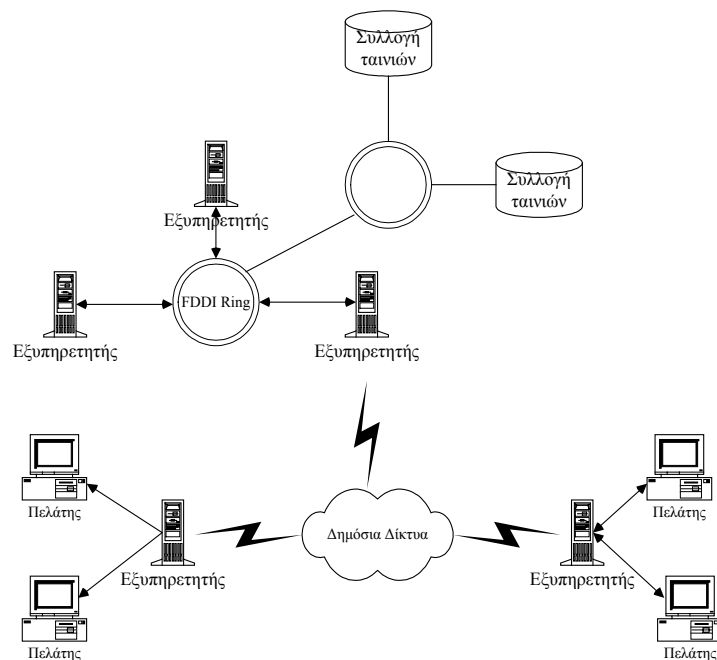 Συλλογή
ταινιών
Συλλογή
ταινιών
Εξυπηρετητής
FDDI Ring
Εξυπηρετητής
Εξυπηρετητής
Πελάτης
Πελάτης
Δημόσια Δίκτυα
Εξυπηρετητής
Εξυπηρετητής
Πελάτης
Πελάτης